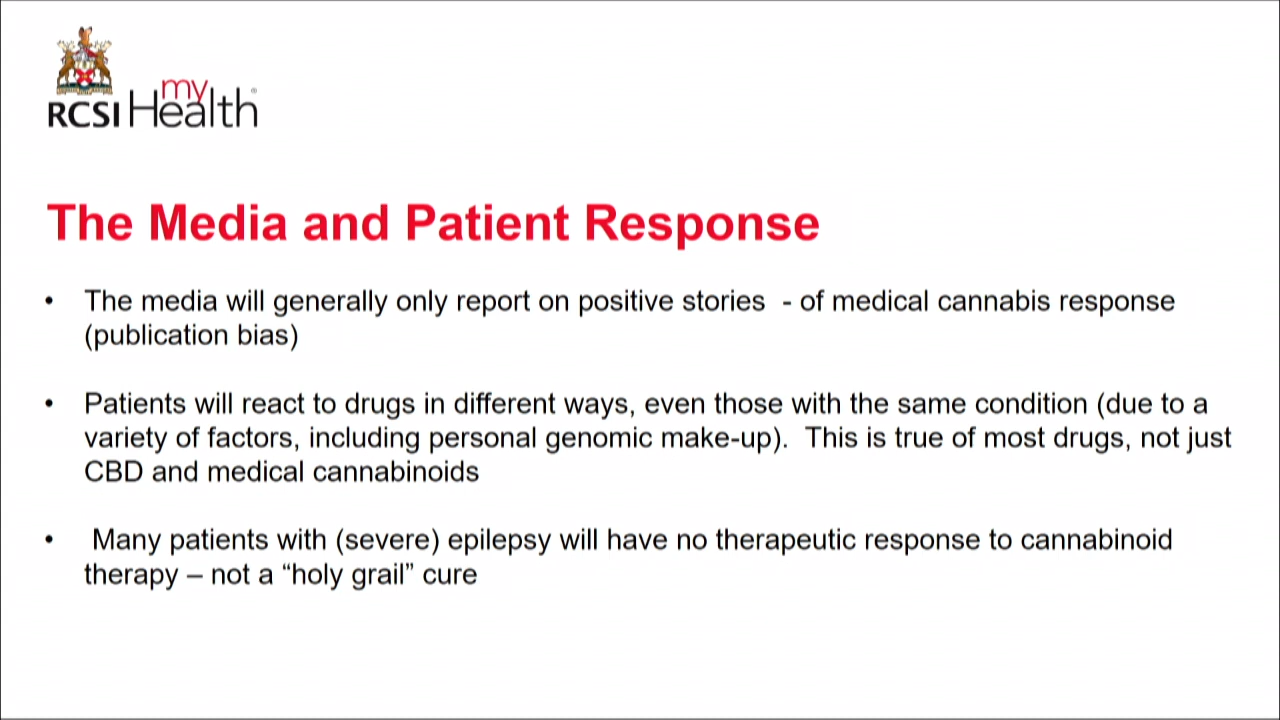 my
RCSI Health
The Media and Patient Response
• The media will generally only report on positive stories  - of medical cannabis response
(publication bias)
• Patients will react to drugs in different ways, even those with the same condition (due to a
variety of factors, including personal genomic make-up).  This is true of most drugs, not just
CBD and medical cannabinoids
• Many patients with (severe) epilepsy will have no therapeutic response to cannabinoid
therapy – not a “holy grail” cure